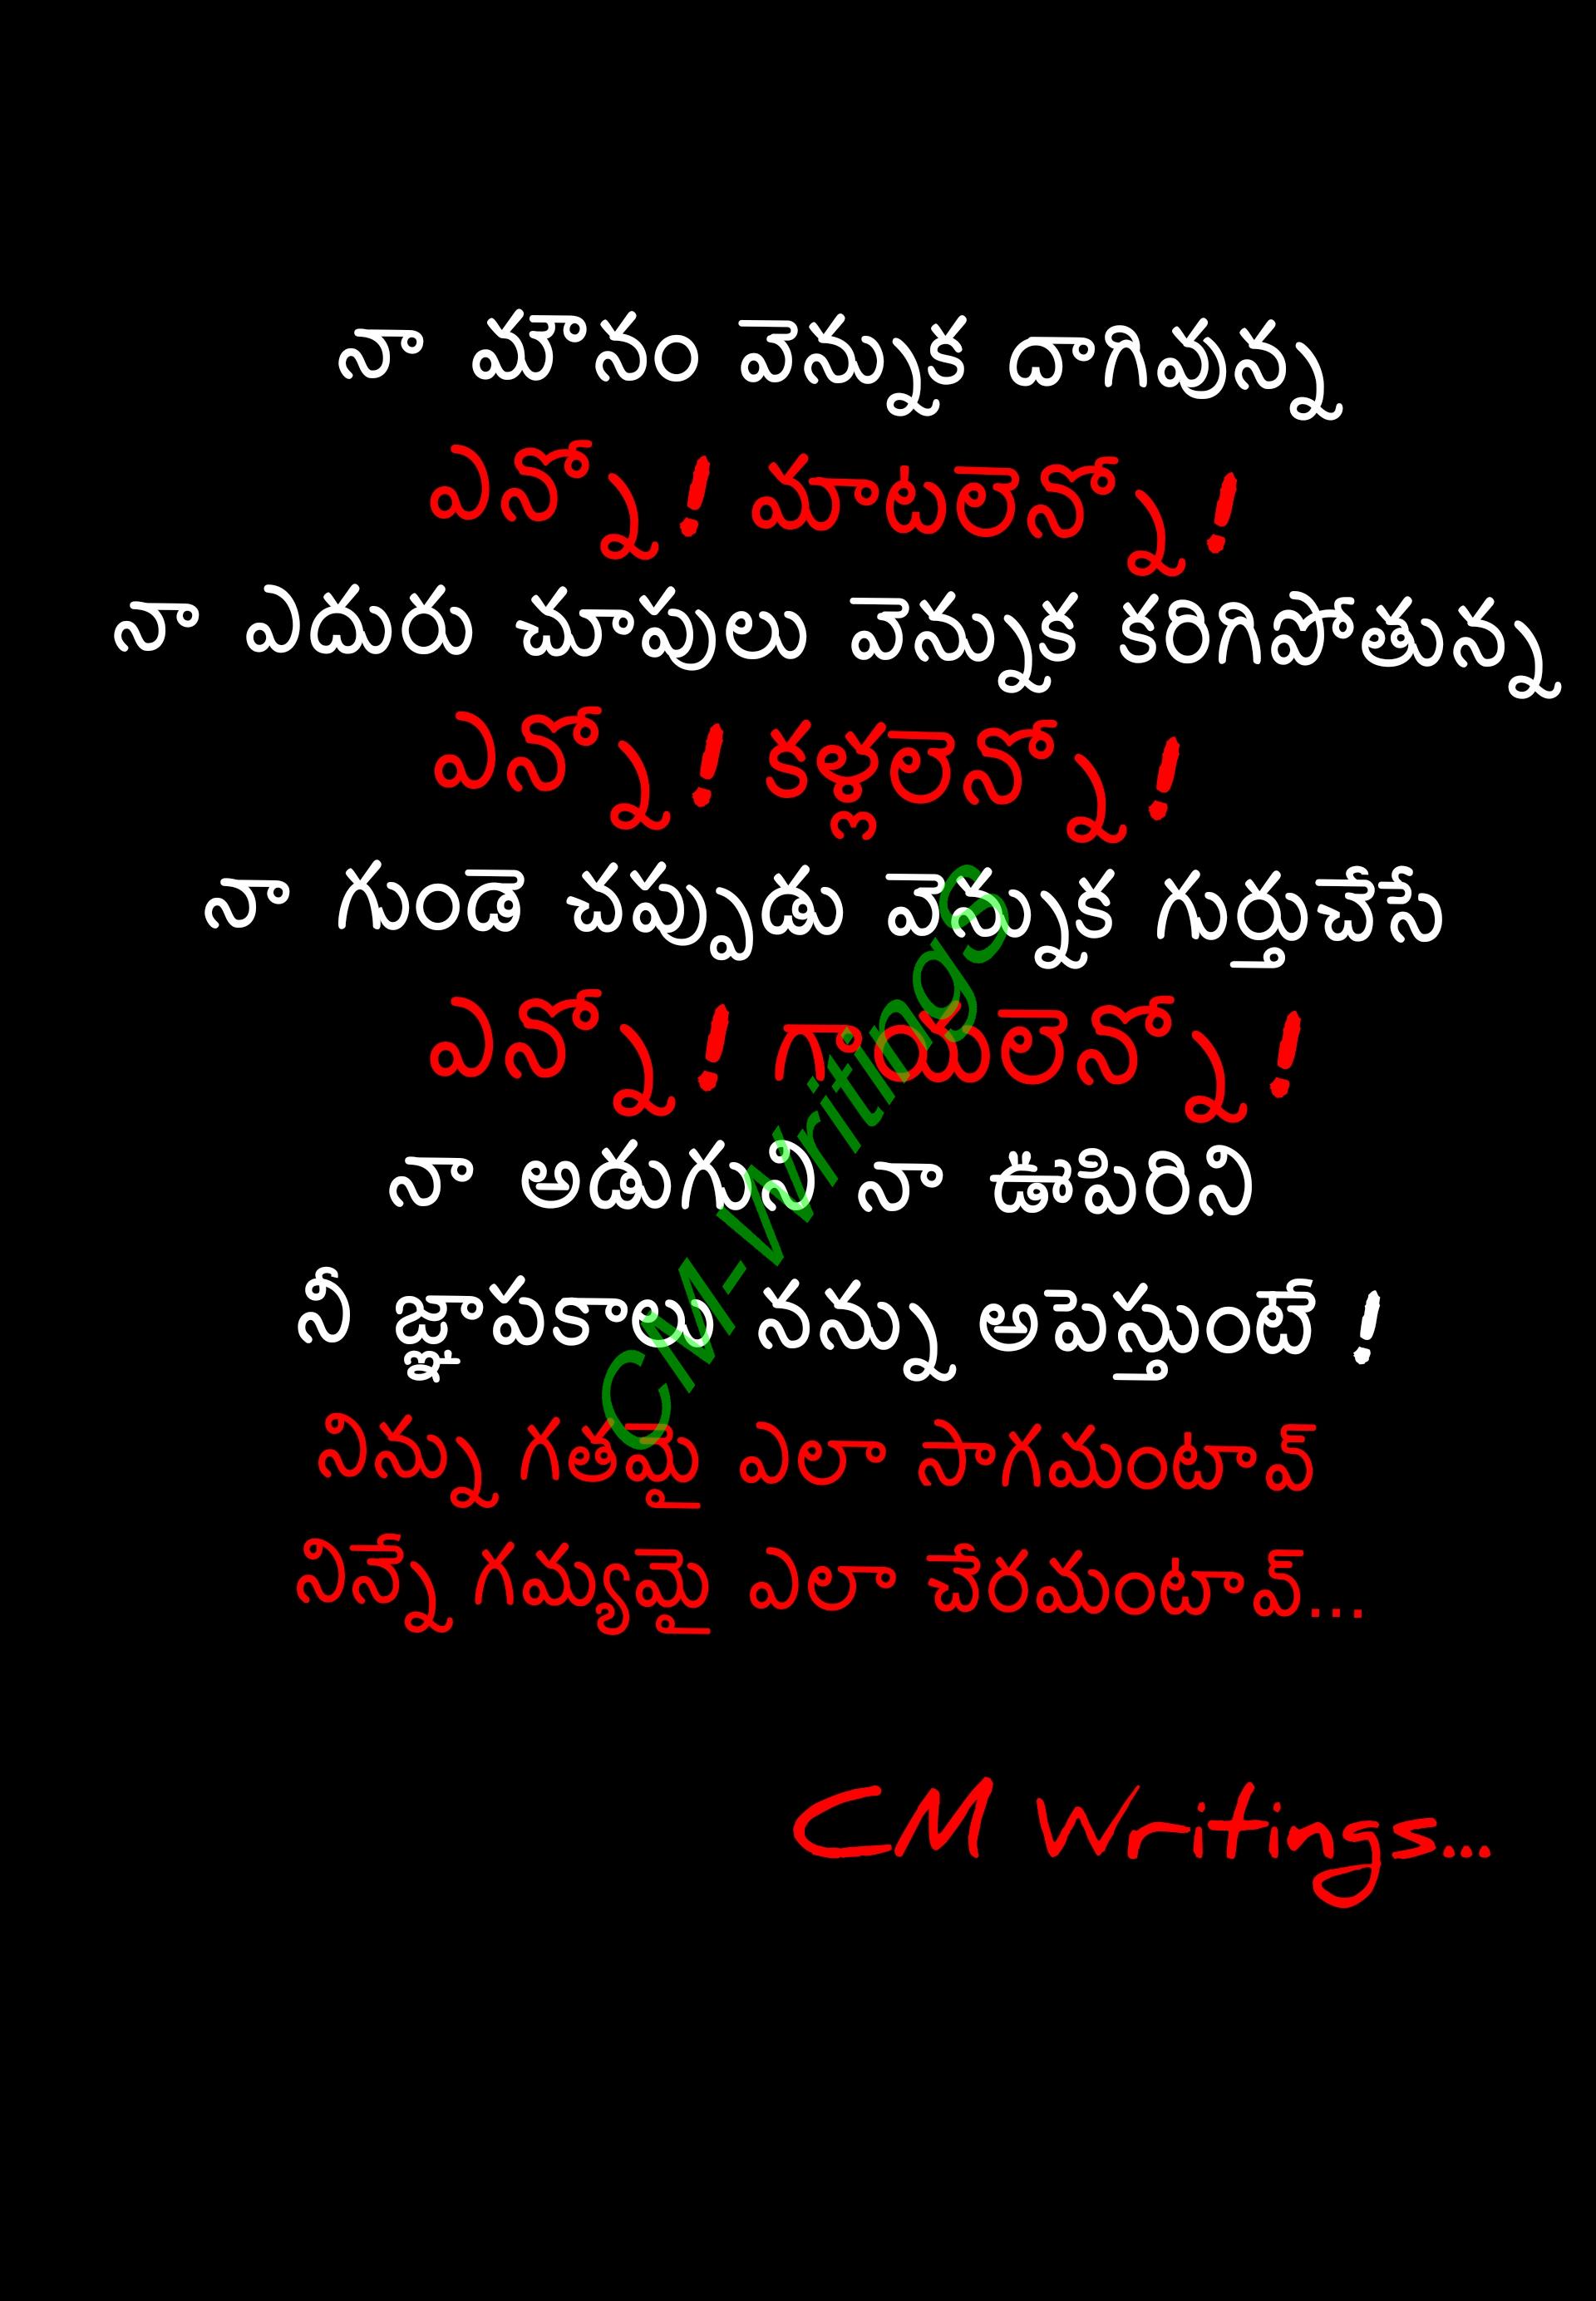 నా మౌనం వెన్నుక దాగివున్న
ఎన్నో! మాటలెన్నో!
నా ఎదురు చూపులు వెన్నుక కరిగిపోతున్న
ఎన్నో! కళ్లలెన్నో!
నా గుండె చప్పుడు వెన్నుక గుర్తుచేసే
ఎన్నో! గాయలెన్నో!
నా అడుగుని నా ఊపిరిని
నీ జ్ఞాపకాలు నన్ను అపెస్తుంటే!
నిన్ను గతమై ఎలా సాగమంటావ్
నిన్నే గమ్యమై ఎలా చేరమంటావ్...
CM-Writings
CM Writings...